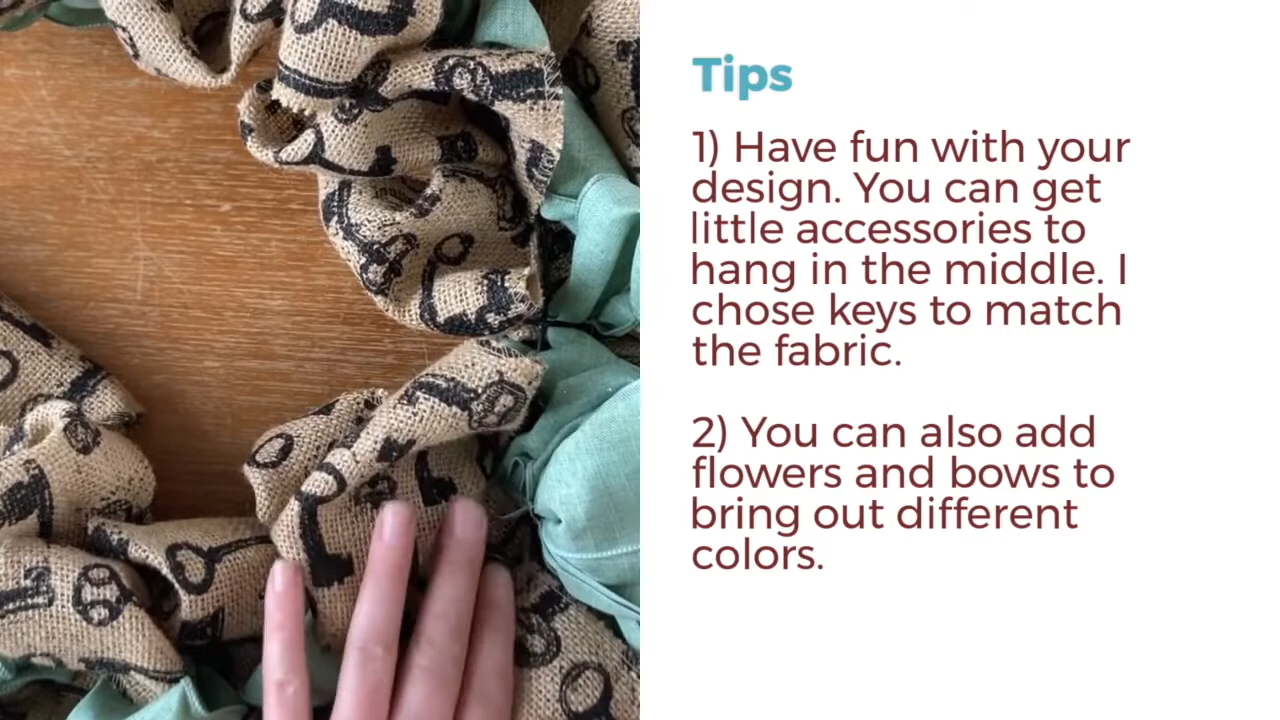 Tips
1) Have fun with your
design. You can get
little accessories to
hang in the middle. I
chose keys to match
the fabric.
2) You can also add
flowers and bows to
bring out different
colors.